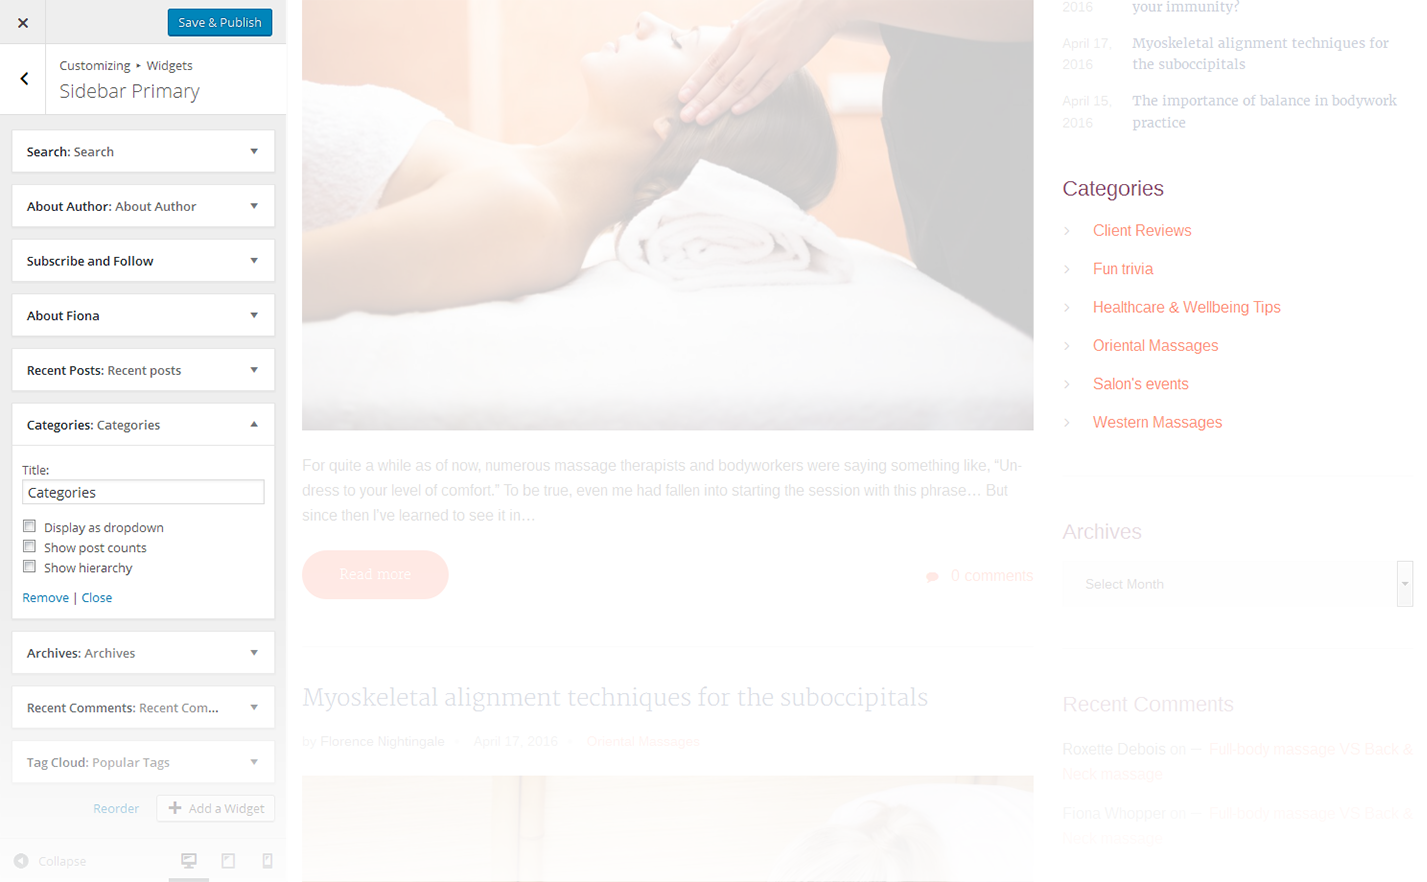 Save & Publish
Customizing ▸ Widgets
Sidebar Primary
Search: Search
About Author: About Author
Subscribe and Follow
About Fiona
Recent Posts: Recent posts
Categories: Categories
Title:
Categories
Display as dropdown
Show post counts
Show hierarchy
Remove | Close
Archives: Archives
Recent Comments: Recent Com...
Tag Cloud: Popular Tags
Reorder
Add a Widget
Collapse
For quite a while as of now, numerous massage therapists and bodyworkers were saying something like, “Un-
dress to your level of comfort.” To be true, even me had fallen into starting the session with this phrase… But
since then I’ve learned to see it in…
Read more
0 comments
Myoskeletal alignment techniques for the suboccipitals
by Florence Nightingale
April 17, 2016
Oriental Massages
2016
your immunity?
April 17,
2016
Myoskeletal alignment techniques for
the suboccipitals
April 15,
2016
The importance of balance in bodywork
practice
Categories
Client Reviews
Fun trivia
Healthcare & Wellbeing Tips
Oriental Massages
Salon's events
Western Massages
Archives
Select Month
Recent Comments
Roxette Debois on – Full body massage VS Back &
Neck massage
Fiona Whopper on – Full body massage VS Back &
Neck massage